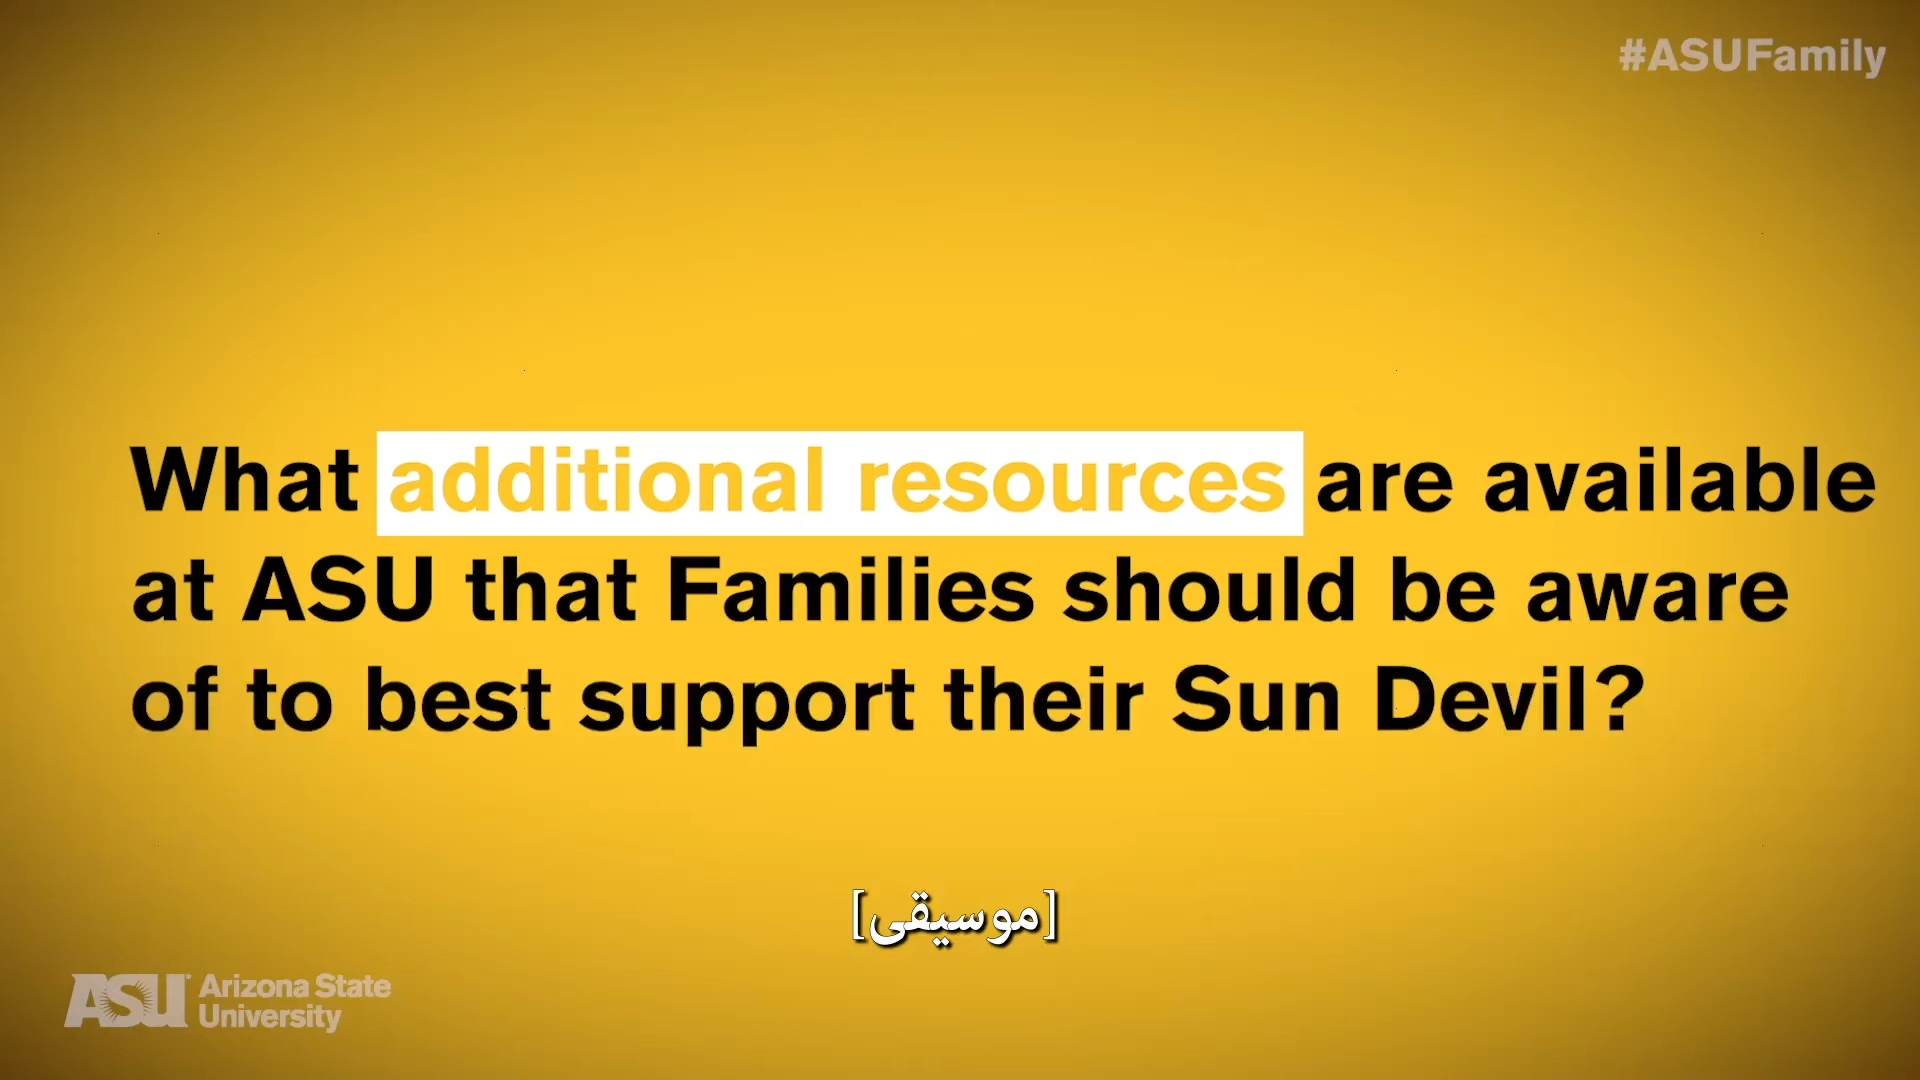 #ASUFamily
What additional resources are available
at ASU that Families should be aware
of to best support their Sun Devil?
[موسيقى]
ASU Arizona State
University